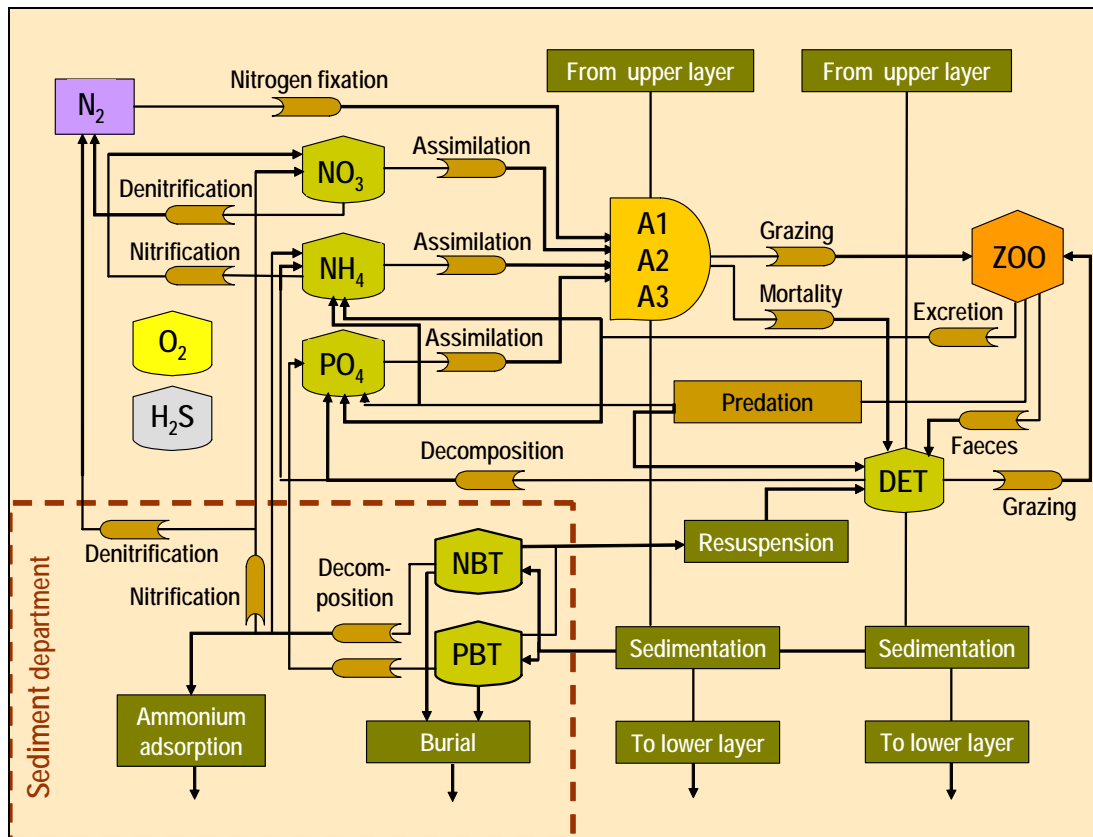 From upper layer
From upper layer
Nitrogen fixation
N2
Assimilation
NO3
Denitrification
A1
A2
A3
Grazing
ZOO
Nitrification
Assimilation
NH4
Mortality
Excretion
O2
Assimilation
PO4
H2S
Predation
Faeces
Decomposition
DET
Grazing
Denitrification
Resuspension
NBT
Decom-
position
Nitrification
PBT
Sedimentation
Sedimentation
Sediment department
Ammonium
adsorption
Burial
To lower layer
To lower layer